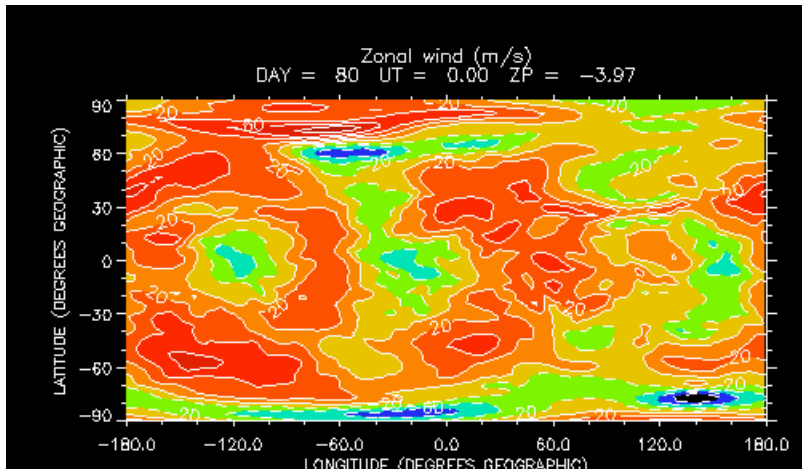 Zonal wind (m/s)
DAY = 80 UT = 0.00 ZP = −3.97
LATITUDE (DEGREES GEOGRAPHIC)
90
60
30
0
−30
−60
−90
−180.0 −120.0 −60.0 0.0 60.0 120.0 180.0
LONGITUDE (DEGREES GEOGRAPHIC)